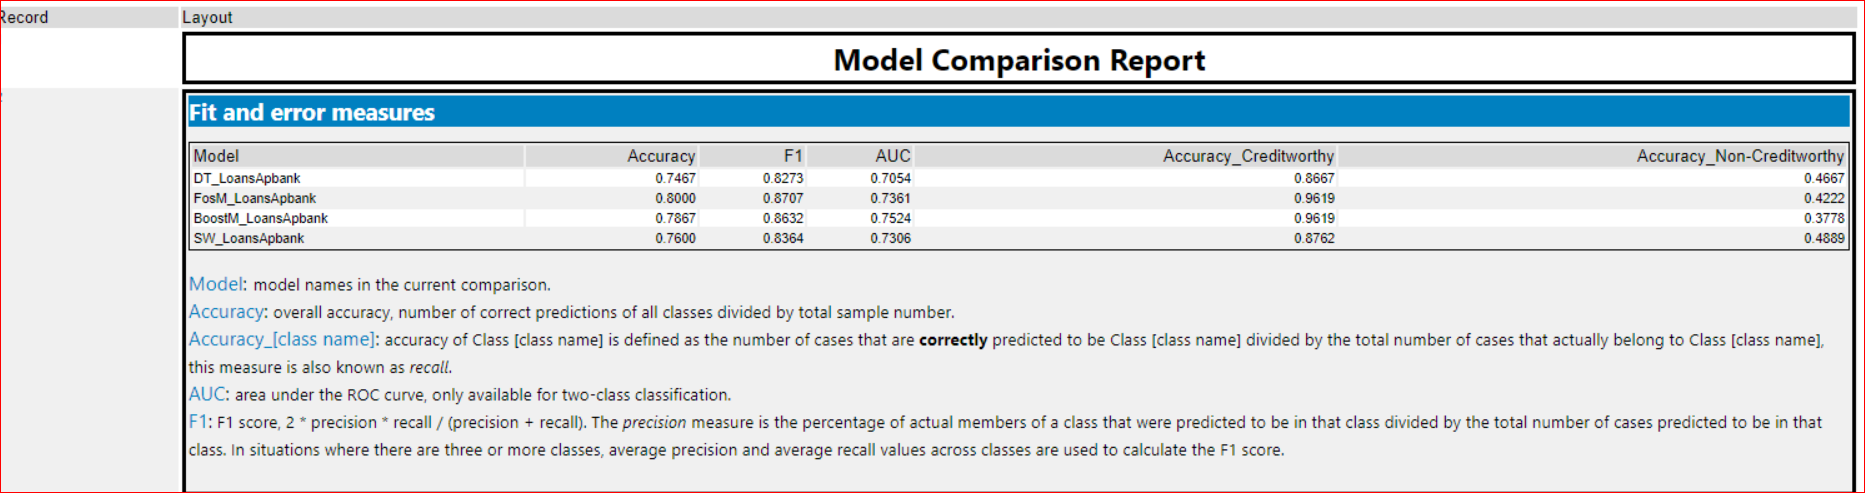 Record Layout
Model Comparison Report
Fit and error measures
Model Accuracy F1 AUC Accuracy_Creditworthy Accuracy_Non-Creditworthy
DT_LoansApbank 0.7467 0.8273 0.7054 0.8667 0.4667
FosM_LoansApbank 0.8000 0.8707 0.7361 0.9619 0.4222
BoostM_LoansApbank 0.7867 0.8632 0.7524 0.9619 0.3778
SW_LoansApbank 0.7600 0.8364 0.7306 0.8762 0.4889
Model: model names in the current comparison.
Accuracy: overall accuracy, number of correct predictions of all classes divided by total sample number.
Accuracy_[class name]: accuracy of Class [class name] is defined as the number of cases that are correctly predicted to be Class [class name] divided by the total number of cases that actually belong to Class [class name],
this measure is also known as recall.
AUC: area under the ROC curve, only available for two-class classification.
F1: F1 score, 2 * precision * recall / (precision + recall). The precision measure is the percentage of actual members of a class that were predicted to be in that class divided by the total number of cases predicted to be in that
class. In situations where there are three or more classes, average precision and average recall values across classes are used to calculate the F1 score.